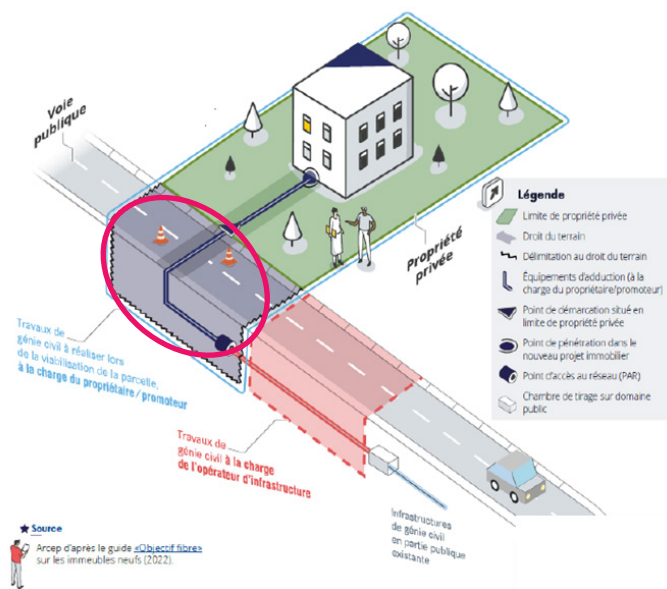 Voie
publique
Propriété
privée
Légende
Limite de propriété privée
Droit du terrain
Délimitation au droit du terrain
Équipements d'adduction (à la
charge du propriétaire/promoteur)
Point de démarcation situé en
limite de propriété privée
Point de pénétration dans le
nouveau projet immobilier
Point d'accès au réseau (PAR)
Chambre de tirage sur domaine
public
Travaux de
génie civil à réaliser lors
de la viabilisation de la parcelle,
à la charge du propriétaire / promoteur
Travaux de
génie civil à la charge
de l'opérateur d'infrastructure
Infrastructures
de génie civil
en partie publique
existante
Source
Arcep d'après le guide «Objectif fibre»
sur les immeubles neufs (2022).